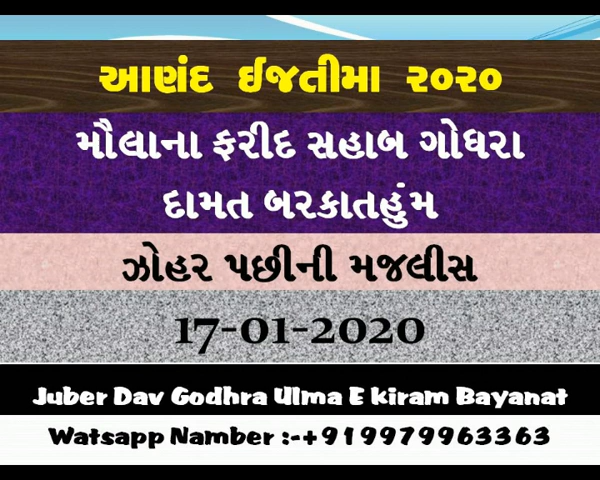 આણંદ ઈજતીમા ૨૦૨૦
મૌલાના ફરીદ સહાબ ગોધરા
દામત બરકાતહુંમ
ઝોહર પછીની મજલીસ
17-01-2020
Juber Dav Godhra Ulma E kiram Bayanat
Watsapp Namber :-+919979963363